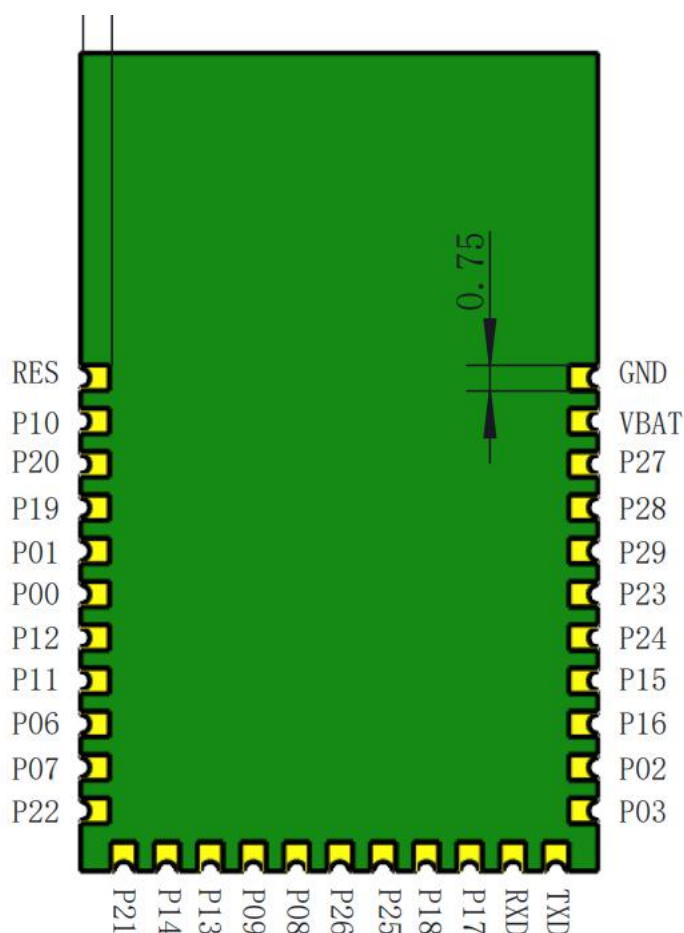 0.75
RES
GND
P10
VBAT
P20
P27
P19
P28
P01
P29
P00
P23
P12
P24
P11
P15
P06
P16
P07
P02
P22
P03
P21
P14
P13
P09
P08
P26
P25
P18
P17
RXD
TXD